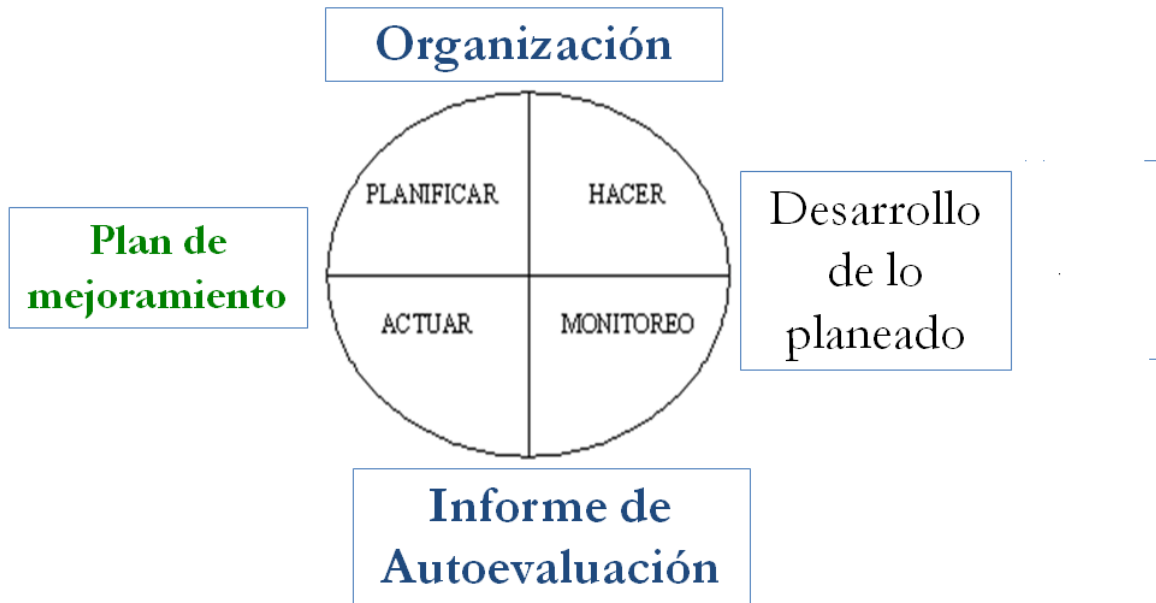 Organización
PLANIFICAR
HACER
Plan de
mejoramiento
Desarrollo
de lo
planeado
ACTUAR
MONITOREO
Informe de
Autoevaluación